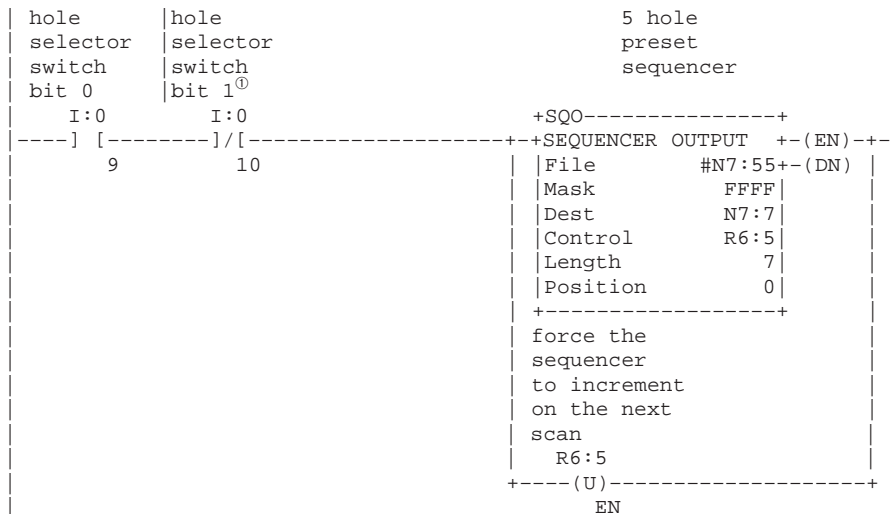 | hole      |hole                              5 hole
| selector  |selector                          preset
| switch    |switch                            sequencer
| bit 0     |bit 1①
|    I:0        I:0                      +SQO---------------+
|----] [--------]/[--------------------+-+SEQUENCER OUTPUT  +-(EN)-+-
|       9         10                   | |File       #N7:55+-(DN) |
|                                      | |Mask         FFFF|      |
|                                      | |Dest         N7:7|      |
|                                      | |Control      R6:5|      |
|                                      | |Length          7|      |
|                                      | |Position        0|      |
|                                      | +------------------+      |
|                                      | force the                 |
|                                      | sequencer                 |
|                                      | to increment              |
|                                      | on the next               |
|                                      | scan                      |
|                                      |   R6:5                    |
|                                      +----(U)--------------------+
|                                             EN